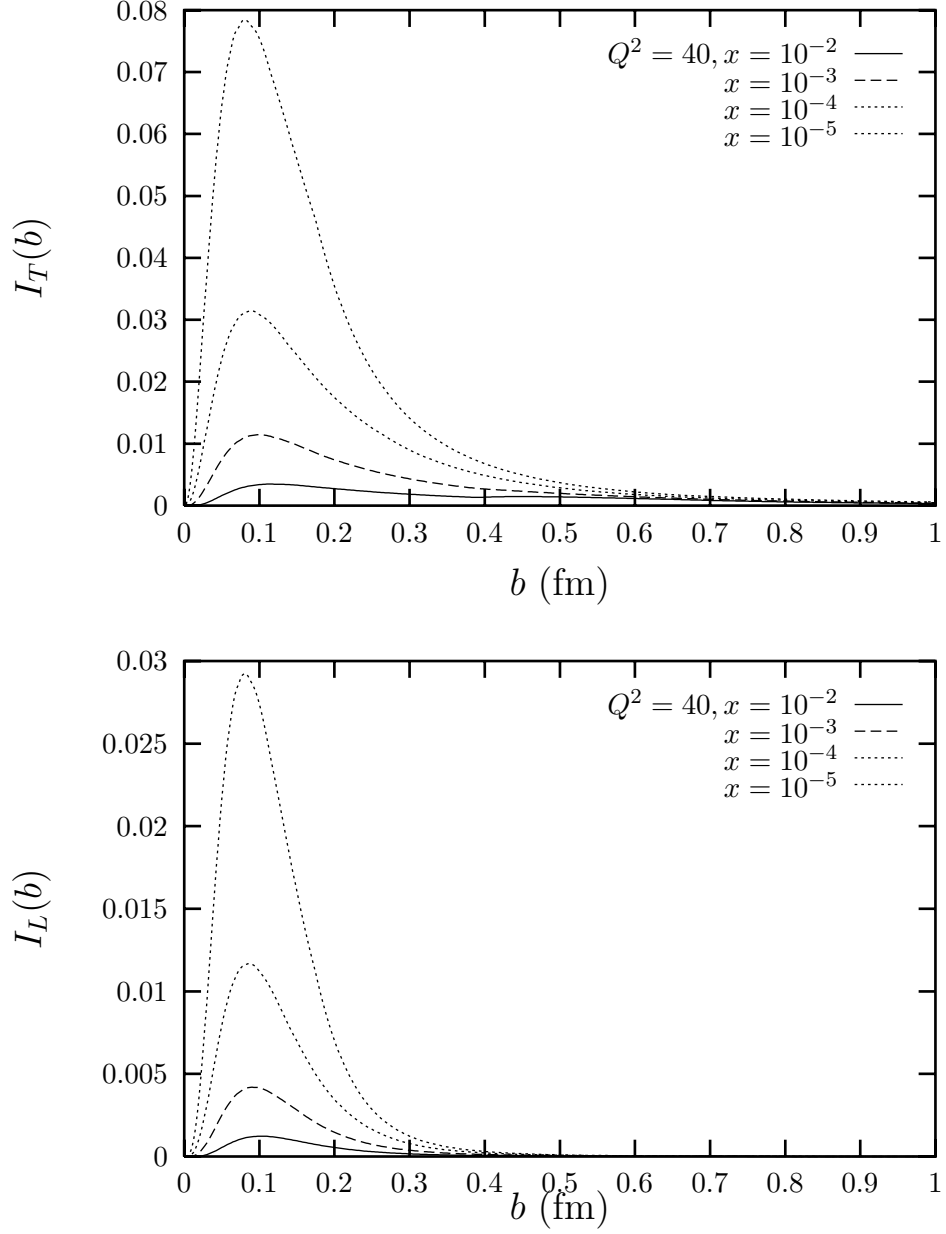 0.08
0.07
0.06
0.05
0.04
0.03
0.02
0.01
0
I_T(b)
Q^2 = 40, x = 10^{-2}
x = 10^{-3}
x = 10^{-4}
x = 10^{-5}
0 0.1 0.2 0.3 0.4 0.5 0.6 0.7 0.8 0.9 1
b (fm)
0.03
0.025
0.02
0.015
0.01
0.005
0
I_L(b)
Q^2 = 40, x = 10^{-2}
x = 10^{-3}
x = 10^{-4}
x = 10^{-5}
0 0.1 0.2 0.3 0.4 0.5 0.6 0.7 0.8 0.9 1
b (fm)